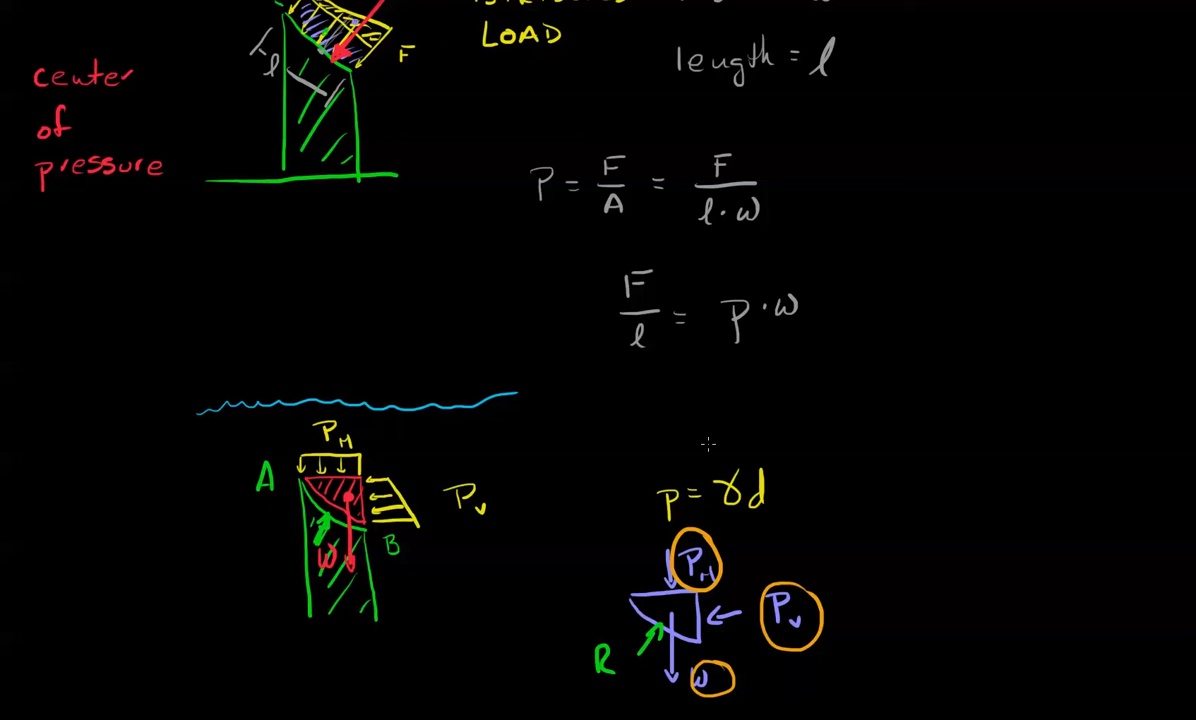 LOAD
F
length = l
l
center
of
pressure
P = F/A = F/(l · w)
F/l = P · w
P_H
A
P_v
B
W
p = γd
P_H
P_v
R
w